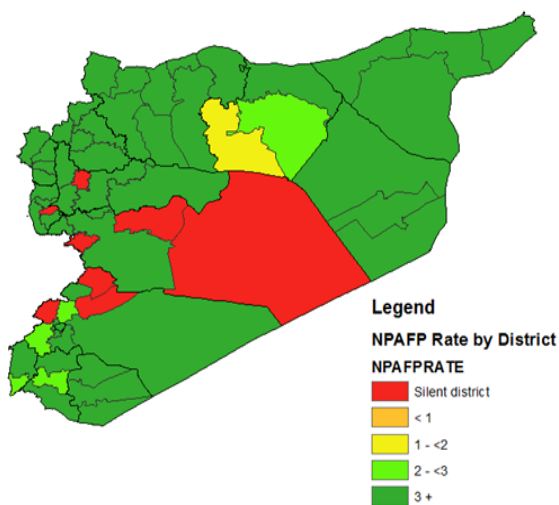 Legend
NPAFP Rate by District
NPAFPRATE
Silent district
< 1
1 - <2
2 - <3
3 +